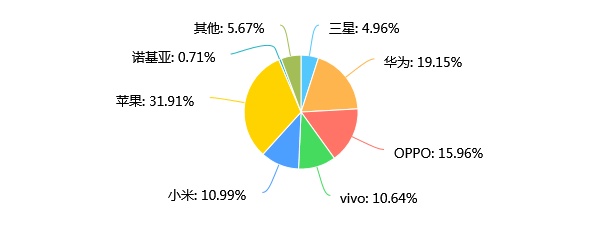 其他: 5.67%
三星: 4.96%
诺基亚: 0.71%
华为: 19.15%
苹果: 31.91%
OPPO: 15.96%
小米: 10.99%
vivo: 10.64%